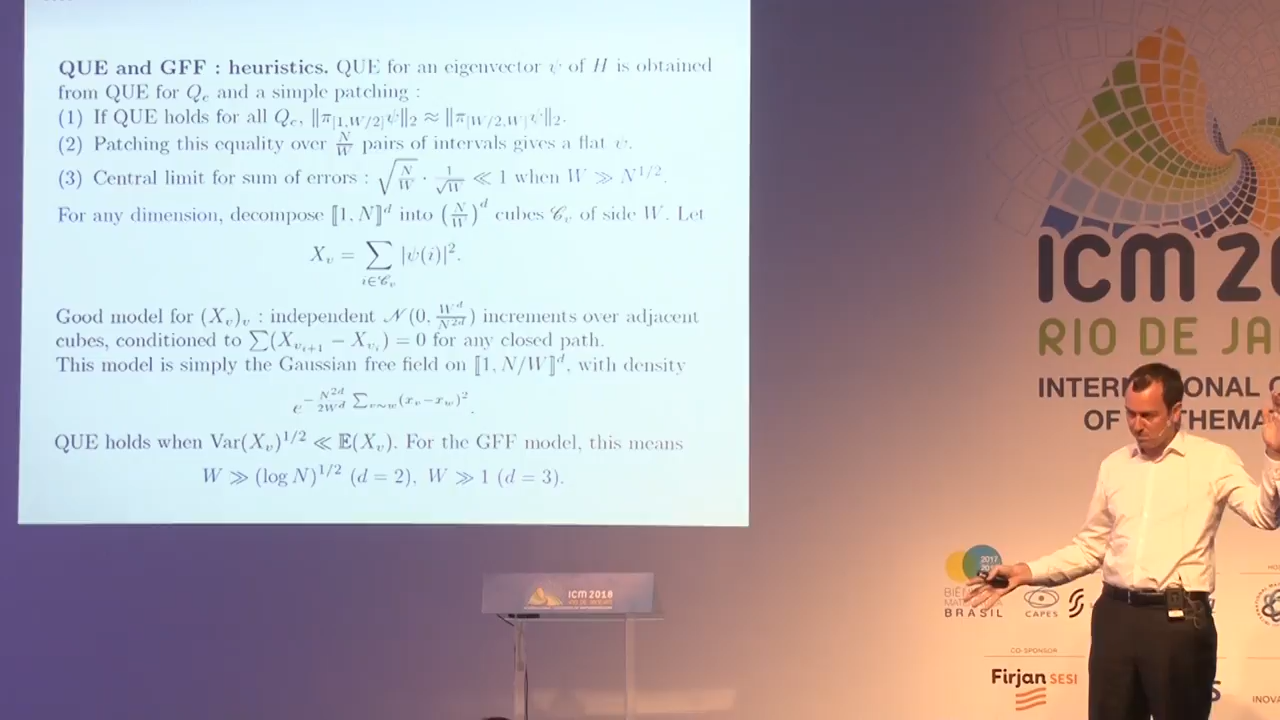 QUE and GFF : heuristics. QUE for an eigenvector ψ of H is obtained
from QUE for Q_e and a simple patching :
(1) If QUE holds for all Q_e, ‖π_{[1,W/2]}ψ‖_2 ≈ ‖π_{[W/2,W]}ψ‖_2.
(2) Patching this equality over N/W pairs of intervals gives a flat ψ.
(3) Central limit for sum of errors : √(N/W) · 1/√W ≪ 1 when W ≫ N^{1/2}.
For any dimension, decompose ⟦1, N⟧^d into (N/W)^d cubes 𝒞_v of side W. Let
X_v = ∑_{i∈𝒞_v} |ψ(i)|^2.
Good model for (X_v)_v : independent 𝒩(0, W^d/N^{2d}) increments over adjacent
cubes, conditioned to ∑(X_{v_{i+1}} − X_{v_i}) = 0 for any closed path.
This model is simply the Gaussian free field on ⟦1, N/W⟧^d, with density
e^{−N^{2d}/2W^d ∑_{v∼w}(x_v−x_w)^2}.
QUE holds when Var(X_v)^{1/2} ≪ 𝔼(X_v). For the GFF model, this means
W ≫ (log N)^{1/2} (d = 2), W ≫ 1 (d = 3).
ICM 2018
RIO DE JA
OF
ICM 2018
RIO DE JANEIRO
2017
BRASIL
CAPES
CO-SPONSOR
Firjan SESI